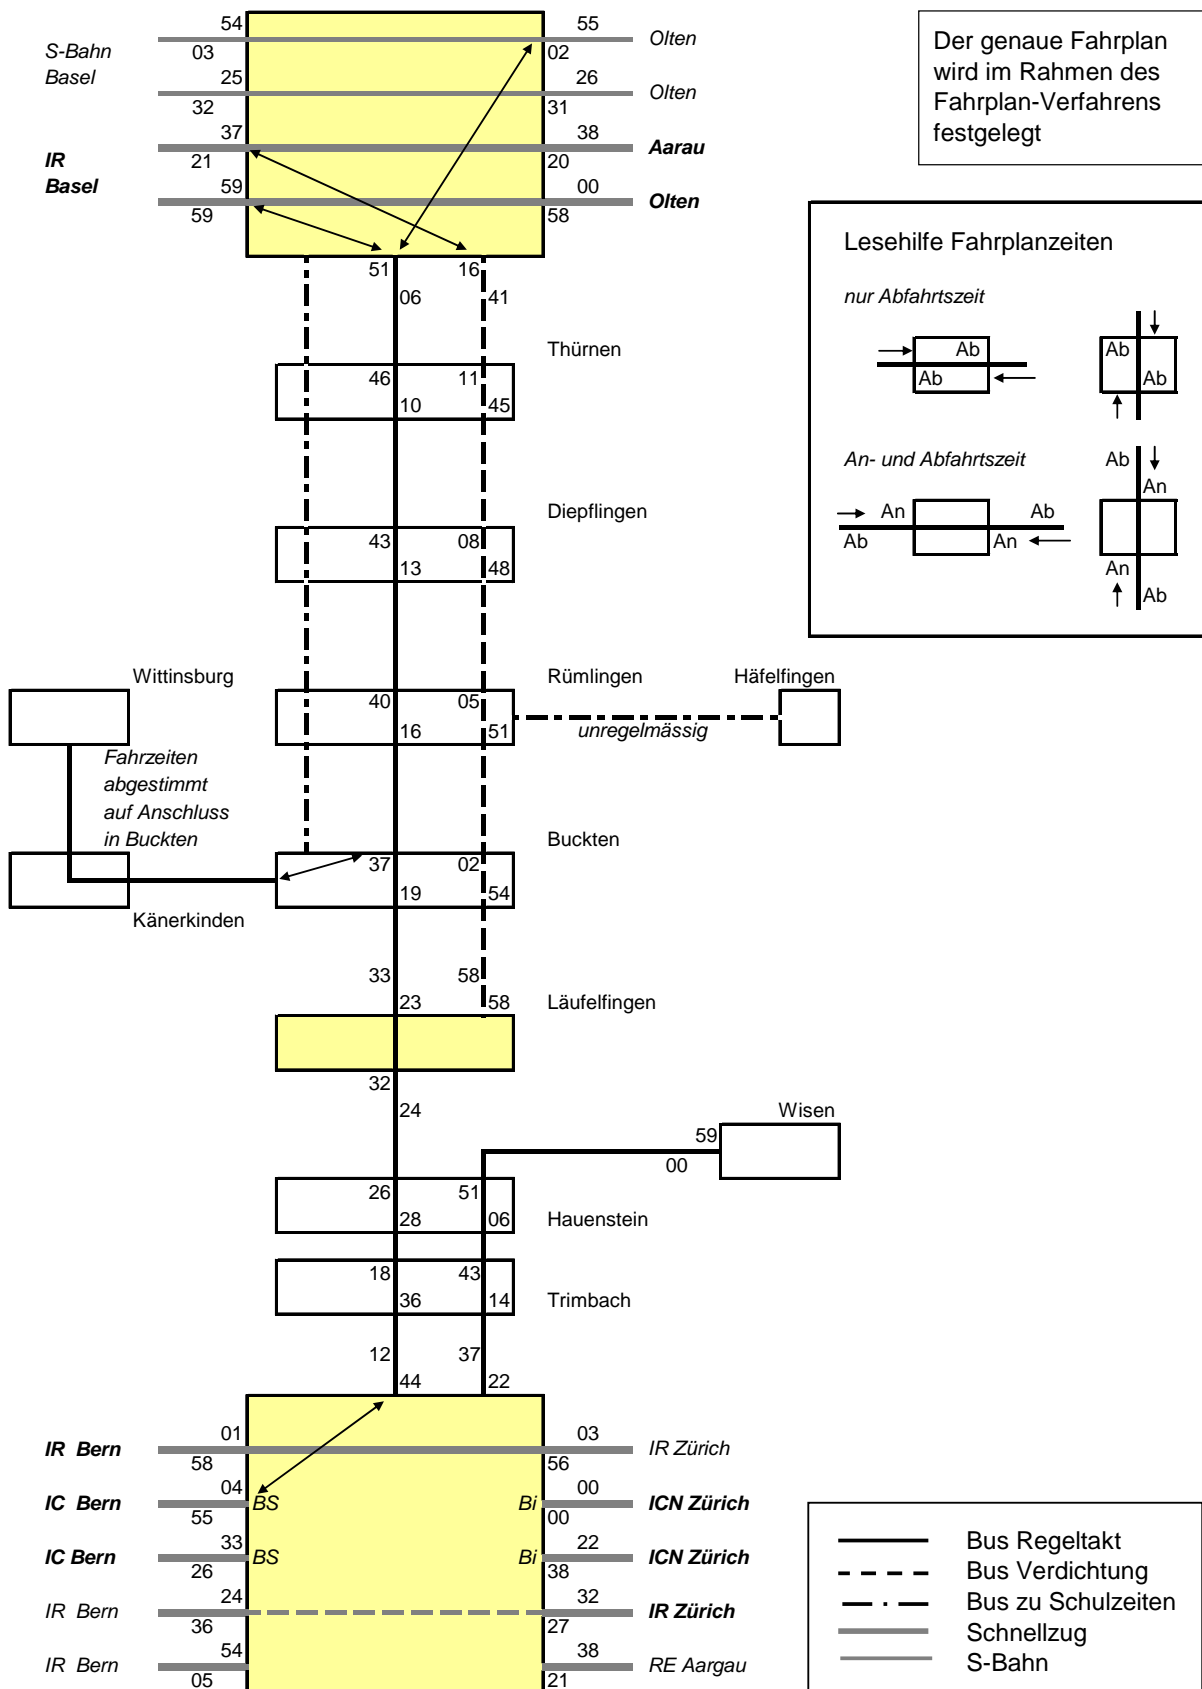 54 55
S-Bahn 03 02 Olten
Basel 25 26
32 31 Olten
37 38
IR 21 20 Aarau
Basel 59 00
59 58 Olten
Der genaue Fahrplan
wird im Rahmen des
Fahrplan-Verfahrens
festgelegt
51 16
06 41
Thürnen
46 11
10 45
Diepflingen
43 08
13 48
Wittinsburg
Rümlingen
Häfelfingen
40 05
16 51
unregelmässig
Fahrzeiten
abgestimmt
auf Anschluss
in Buckten
Buckten
37 02
19 54
Känerkinden
33 58
23 58 Läufelfingen
32
24
Wisen
59
00
26 51
28 06 Hauenstein
18 43
36 14 Trimbach
12 37
44 22
01 03
IR Bern IR Zürich
58 56
04 00
IC Bern BS Bi ICN Zürich
55 00
33 22
IC Bern BS Bi ICN Zürich
26 38
24 32
IR Bern IR Zürich
36 27
54 38
IR Bern RE Aargau
05 21
Lesehilfe Fahrplanzeiten
nur Abfahrtszeit
Ab Ab
Ab Ab
An- und Abfahrtszeit
Ab
An Ab An
Ab An
An
Ab
Bus Regeltakt
Bus Verdichtung
Bus zu Schulzeiten
Schnellzug
S-Bahn